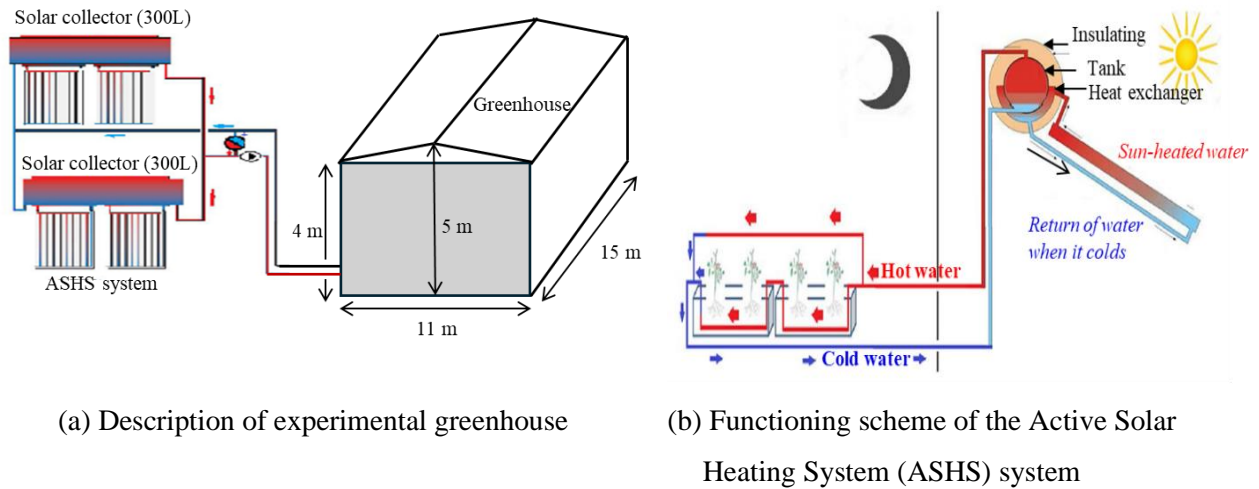 Solar collector (300L)
Greenhouse
Solar collector (300L)
ASHS system
4 m
5 m
15 m
11 m
Insulating
Tank
Heat exchanger
Sun-heated water
Return of water
when it colds
Hot water
Cold water
(a) Description of experimental greenhouse
(b) Functioning scheme of the Active Solar
Heating System (ASHS) system